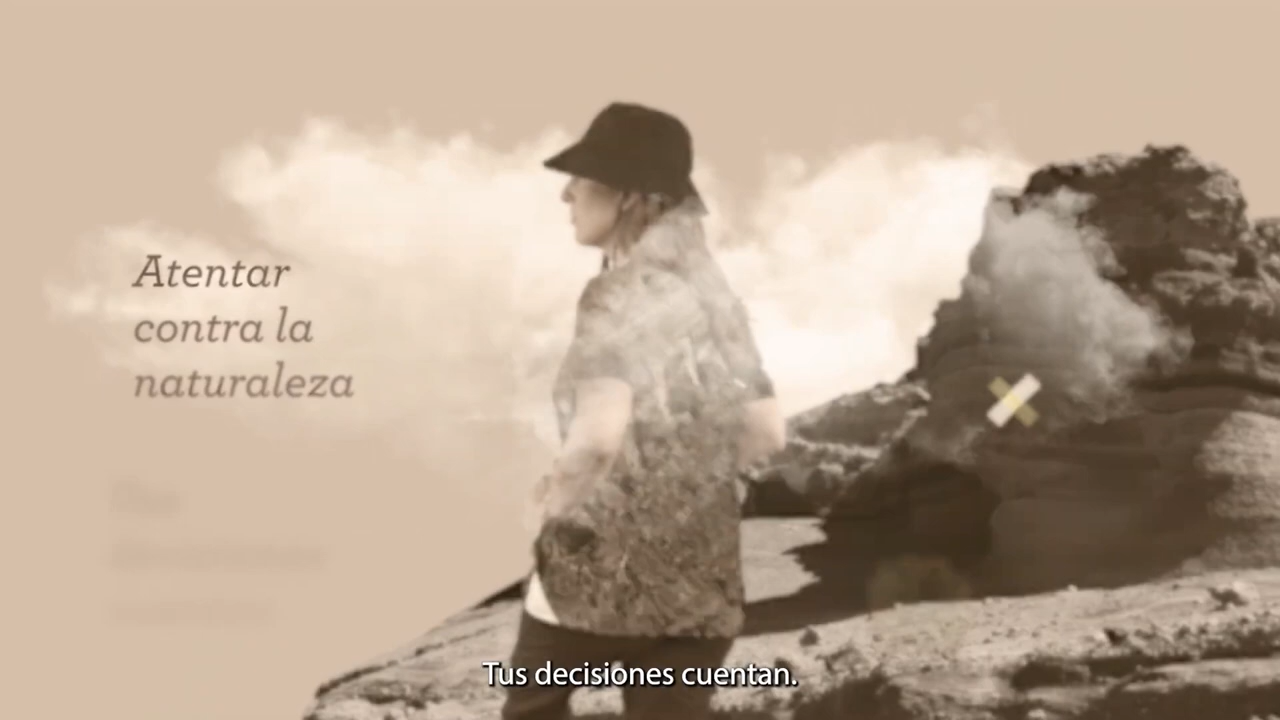 Atentar
contra la
naturaleza
Tus decisiones cuentan.